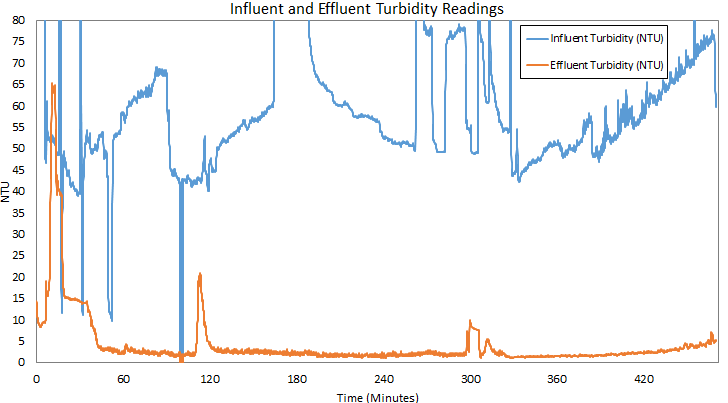 Influent and Effluent Turbidity Readings
80
75
70
65
60
55
50
45
40
35
30
25
20
15
10
5
0
NTU
Influent Turbidity (NTU)
Effluent Turbidity (NTU)
0 60 120 180 240 300 360 420
Time (Minutes)